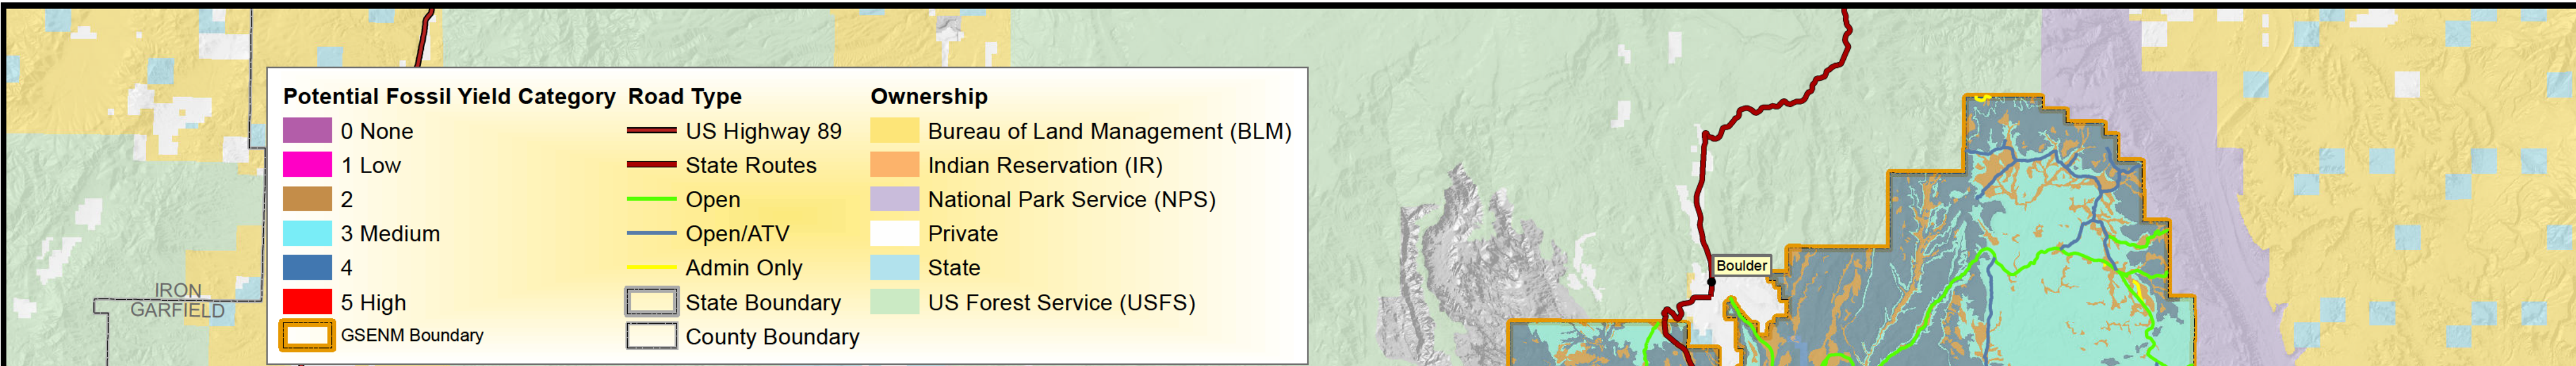 Potential Fossil Yield Category
0 None
1 Low
2
3 Medium
4
5 High
GSENM Boundary
Road Type
US Highway 89
State Routes
Open
Open/ATV
Admin Only
State Boundary
County Boundary
Ownership
Bureau of Land Management (BLM)
Indian Reservation (IR)
National Park Service (NPS)
Private
State
US Forest Service (USFS)
IRON
GARFIELD
Boulder